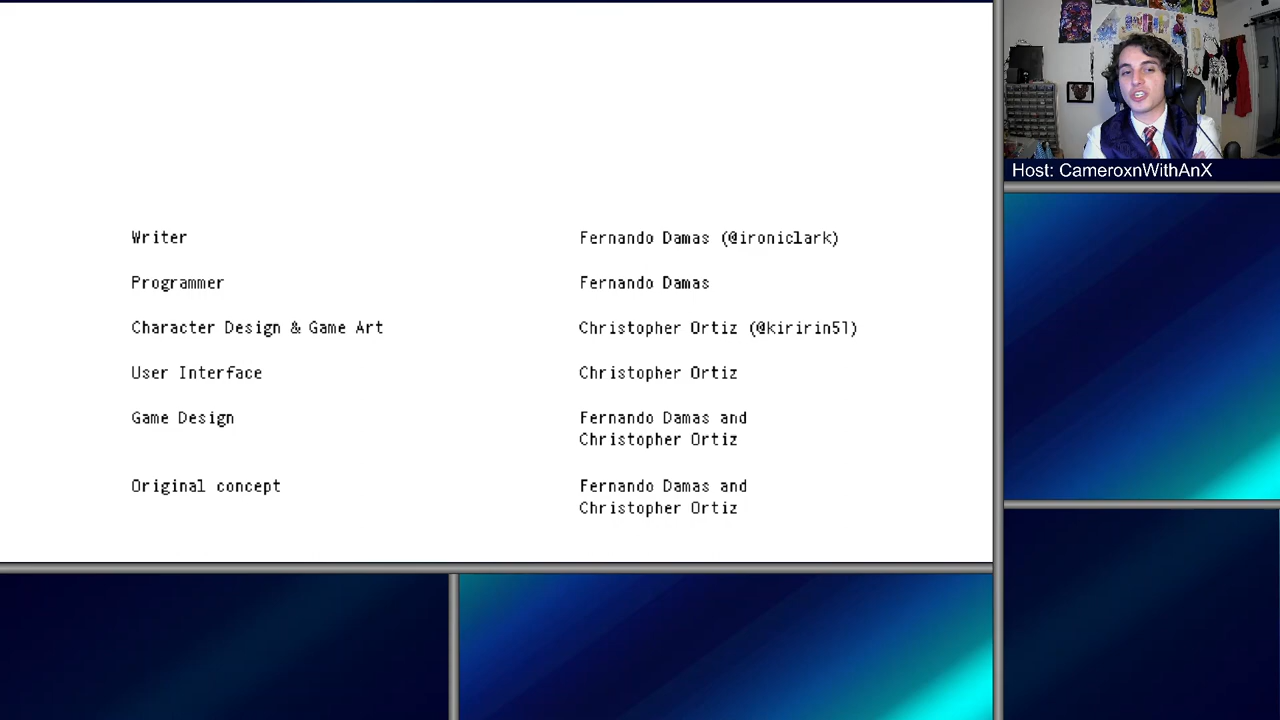 Host: CameroxnWithAnX
Writer Fernando Damas (@ironiclark)
Programmer Fernando Damas
Character Design & Game Art Christopher Ortiz (@kiririn51)
User Interface Christopher Ortiz
Game Design Fernando Damas and
Christopher Ortiz
Original concept Fernando Damas and
Christopher Ortiz